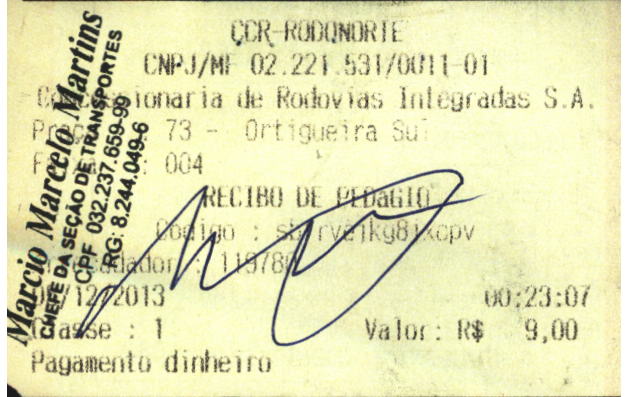 CCR-RODONORTE
CNPJ/MF 02.221.531/0011-01
de Rodovias Integradas S.A.
73 - Ortigueira Sul
: 004
RECIBO DE PEDaGIO
Codigo :
/12/2013 00:23:07
Classe : 1 Valor: R$ 9,00
Pagamento dinheiro
Marcio Marcelo Martins
CHEFE DA SEÇÃO DE TRANSPORTES
CPF 032.237.659-99
RG: 8.244.049-6